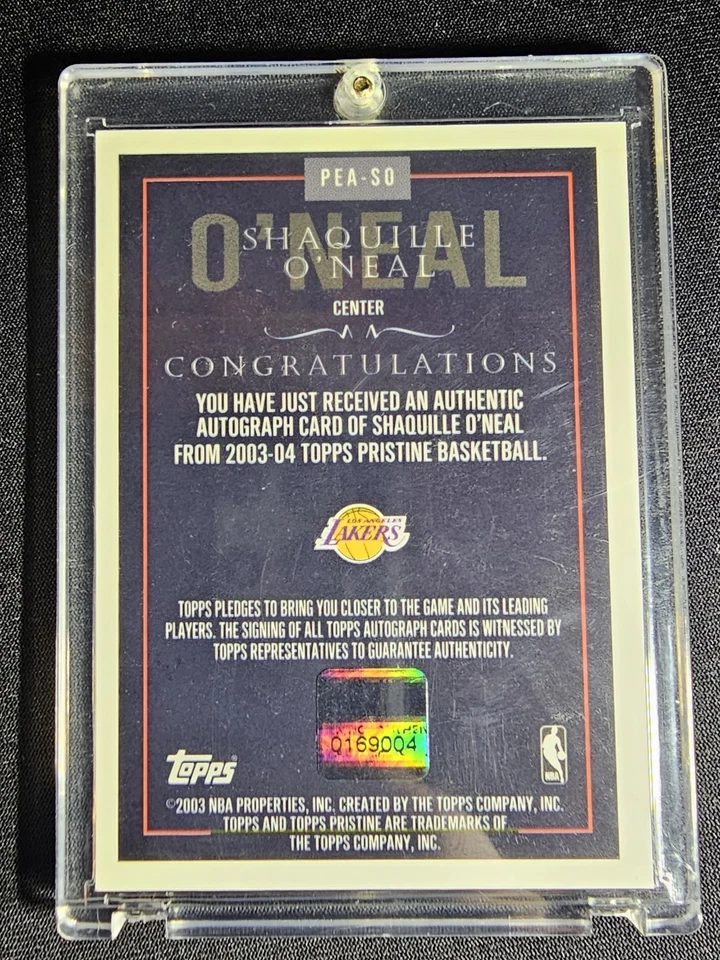 PEA-SO
O'NEAL
SHAQUILLE
O'NEAL
CENTER
CONGRATULATIONS
YOU HAVE JUST RECEIVED AN AUTHENTIC
AUTOGRAPH CARD OF SHAQUILLE O'NEAL
FROM 2003-04 TOPPS PRISTINE BASKETBALL.
LOS ANGELES
LAKERS
TOPPS PLEDGES TO BRING YOU CLOSER TO THE GAME AND ITS LEADING
PLAYERS. THE SIGNING OF ALL TOPPS AUTOGRAPH CARDS IS WITNESSED BY
TOPPS REPRESENTATIVES TO GUARANTEE AUTHENTICITY.
Q169004
Topps
NBA
©2003 NBA PROPERTIES, INC. CREATED BY THE TOPPS COMPANY, INC.
TOPPS AND TOPPS PRISTINE ARE TRADEMARKS OF
THE TOPPS COMPANY, INC.